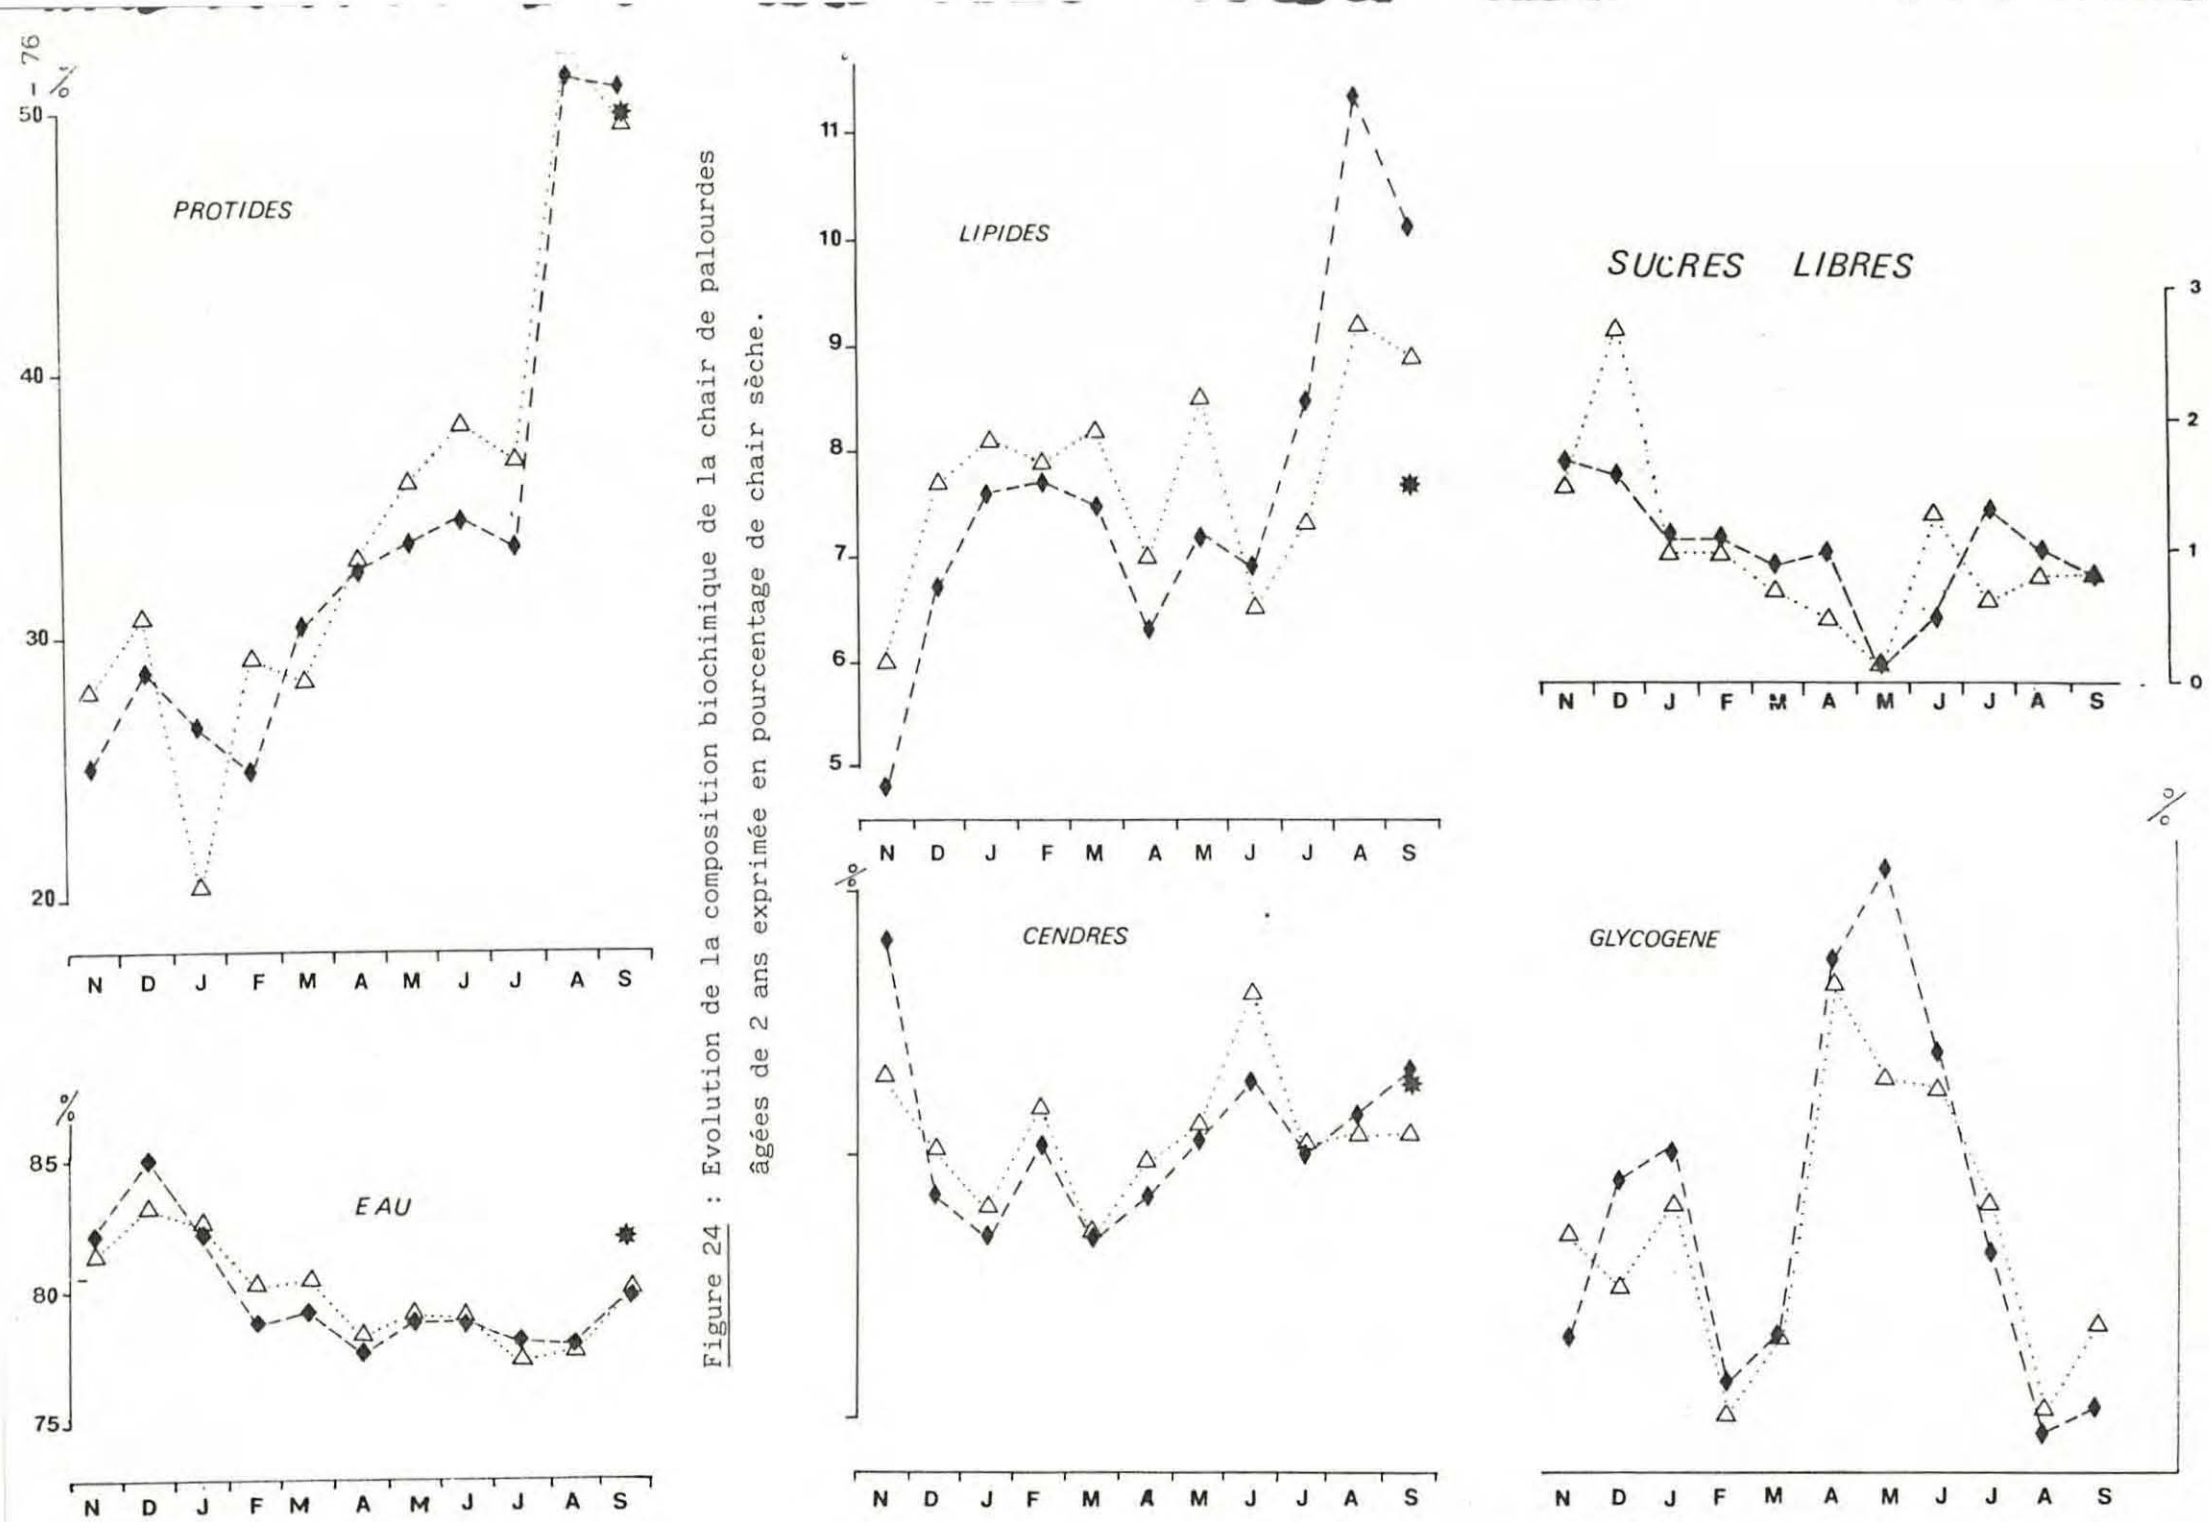 - 76
%
50
40
30
20
PROTIDES
N D J F M A M J J A S
%
85
80
75
EAU
N D J F M A M J J A S
Figure 24 : Evolution de la composition biochimique de la chair de palourdes
âgées de 2 ans exprimée en pourcentage de chair sèche.
11
10
9
8
7
6
5
LIPIDES
N D J F M A M J J A S
%
CENDRES
N D J F M A M J J A S
SUCRES LIBRES
3
2
1
0
N D J F M A M J J A S
%
GLYCOGENE
N D J F M A M J J A S